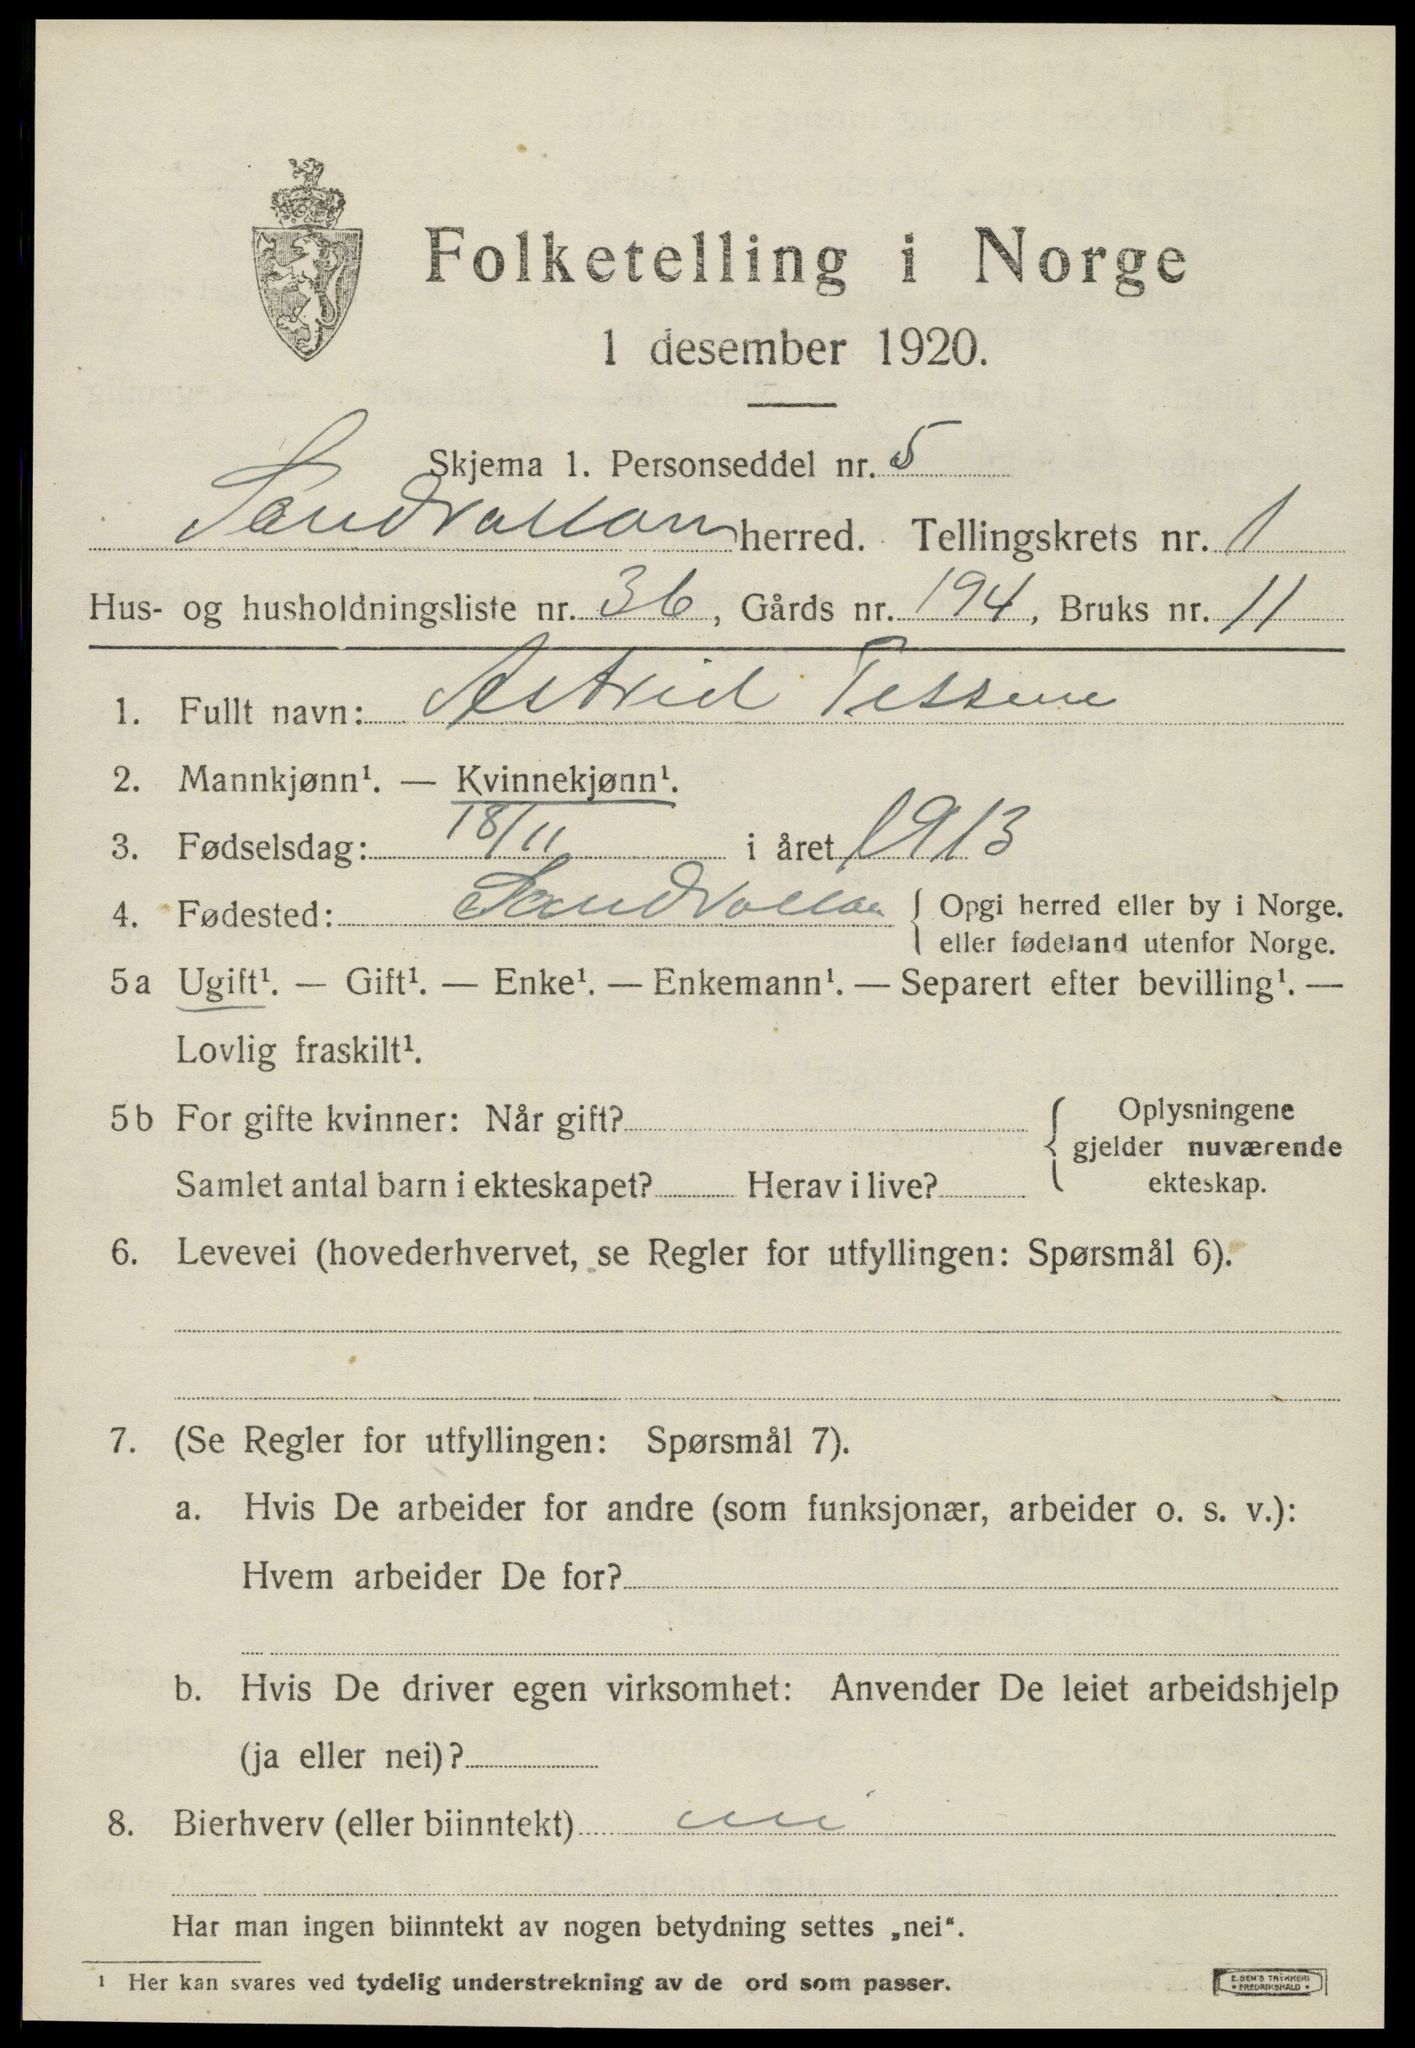 Folketelling i Norge
1 desember 1920.
Skjema 1. Personseddel nr. 5
Sandvollan herred. Tellingskrets nr. 1
Hus- og husholdningsliste nr. 36, Gårds nr. 194, Bruks nr. 11
1. Fullt navn: Astrid Tessem
2. Mannkjønn¹. — Kvinnekjønn¹.
3. Fødselsdag: 18/11 i året 1913
4. Fødested: Sandvollan { Opgi herred eller by i Norge.
eller fødeland utenfor Norge.
5a Ugift¹. — Gift¹. — Enke¹. — Enkemann¹. — Separert efter bevilling¹. —
Lovlig fraskilt¹.
5b For gifte kvinner: Når gift? { Oplysningene
gjelder nuværende
Samlet antal barn i ekteskapet? Herav i live? ekteskap.
6. Levevei (hovederhvervet, se Regler for utfyllingen: Spørsmål 6).
7. (Se Regler for utfyllingen: Spørsmål 7).
a. Hvis De arbeider for andre (som funksjonær, arbeider o. s. v.):
Hvem arbeider De for?
b. Hvis De driver egen virksomhet: Anvender De leiet arbeidshjelp
(ja eller nei)?
8. Bierhverv (eller biinntekt) nei
Har man ingen biinntekt av nogen betydning settes „nei“.
¹ Her kan svares ved tydelig understrekning av de ord som passer.
E. SEM'S TRYKKERI
• FREDRIKSHALD •